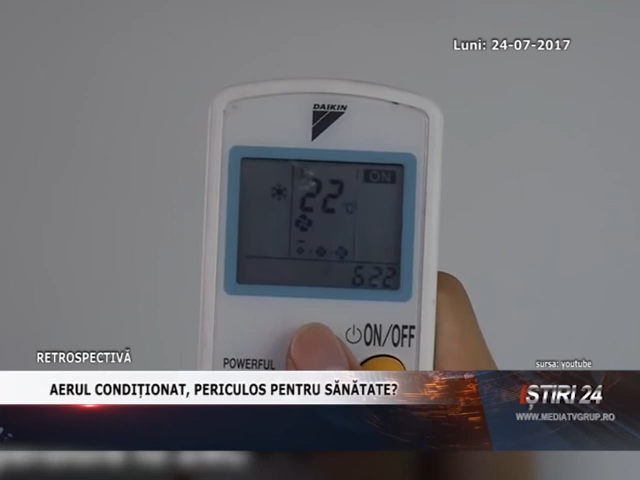 Luni: 24-07-2017
DAIKIN
ON
22°C
6:22
ON/OFF
POWERFUL
RETROSPECTIVĂ
sursa: youtube
AERUL CONDIȚIONAT, PERICULOS PENTRU SĂNĂTATE?
ȘTIRI 24
WWW.MEDIATVGRUP.RO